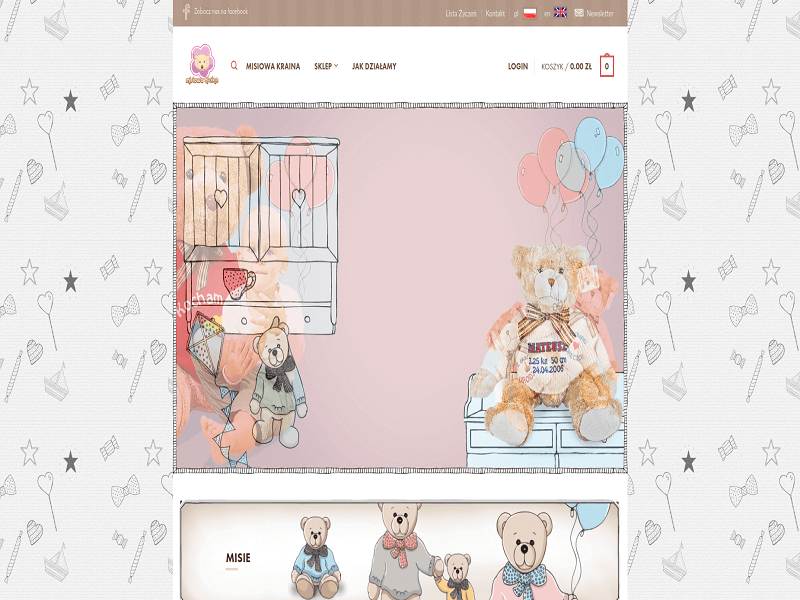 Zobacz nas na facebook
Lista Życzeń
Kontakt
pl
en
Newsletter
MISIOWA KRAINA
SKLEP
JAK DZIAŁAMY
LOGIN
KOSZYK / 0.00 ZŁ
0
Kocham
MATEUSZ
3.25 kg 50 cm
24.04.2006
MISIE